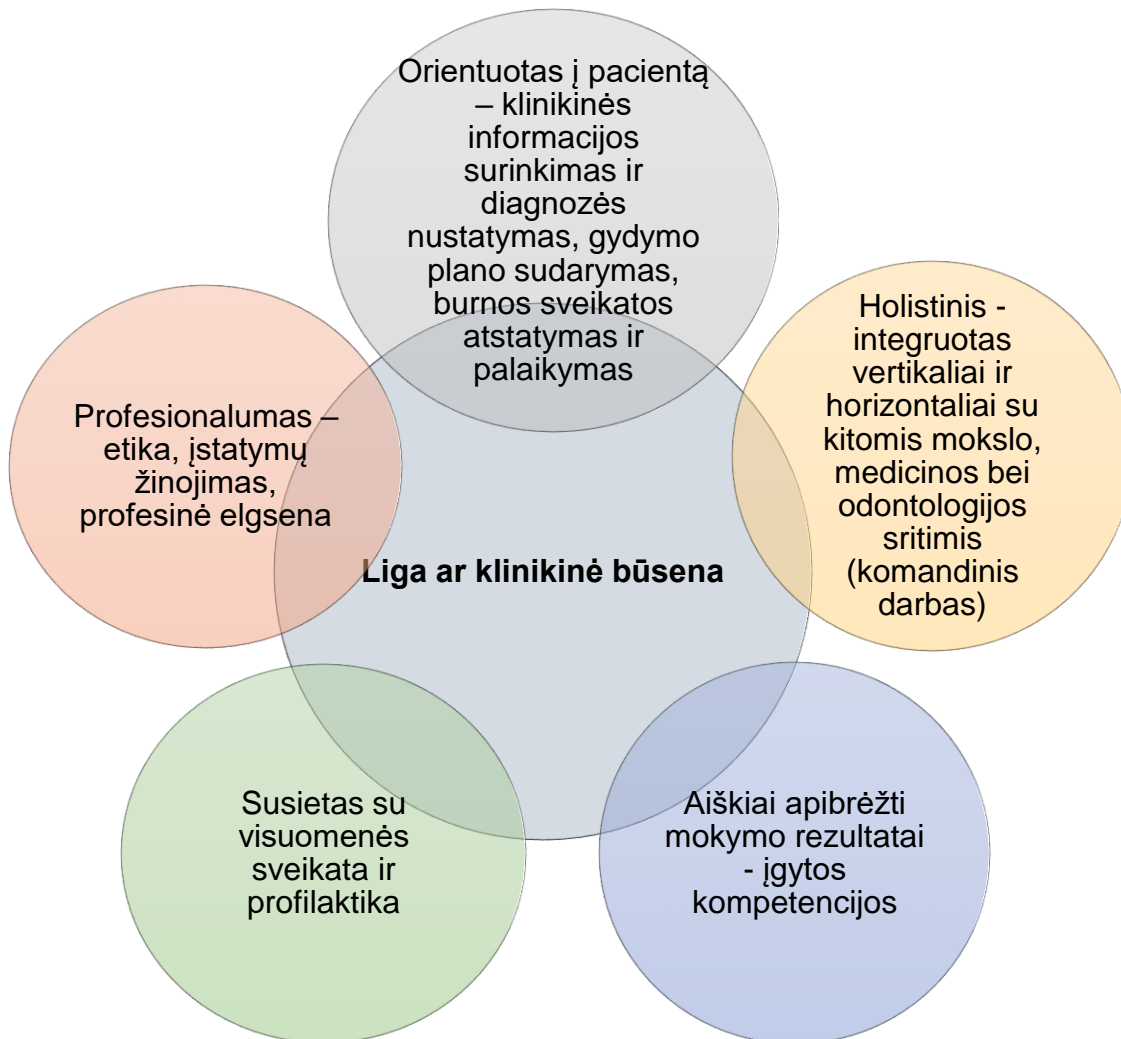 Orientuotas į pacientą
– klinikinės
informacijos
surinkimas ir
diagnozės
nustatymas, gydymo
plano sudarymas,
burnos sveikatos
atstatymas ir
palaikymas
Holistinis -
integruotas
vertikaliai ir
horizontaliai su
kitomis mokslo,
medicinos bei
odontologijos
sritimis
(komandinis
darbas)
Profesionalumas –
etika, įstatymų
žinojimas,
profesinė elgsena
Liga ar klinikinė būsena
Susietas su
visuomenės
sveikata ir
profilaktika
Aiškiai apibrėžti
mokymo rezultatai
- įgytos
kompetencijos